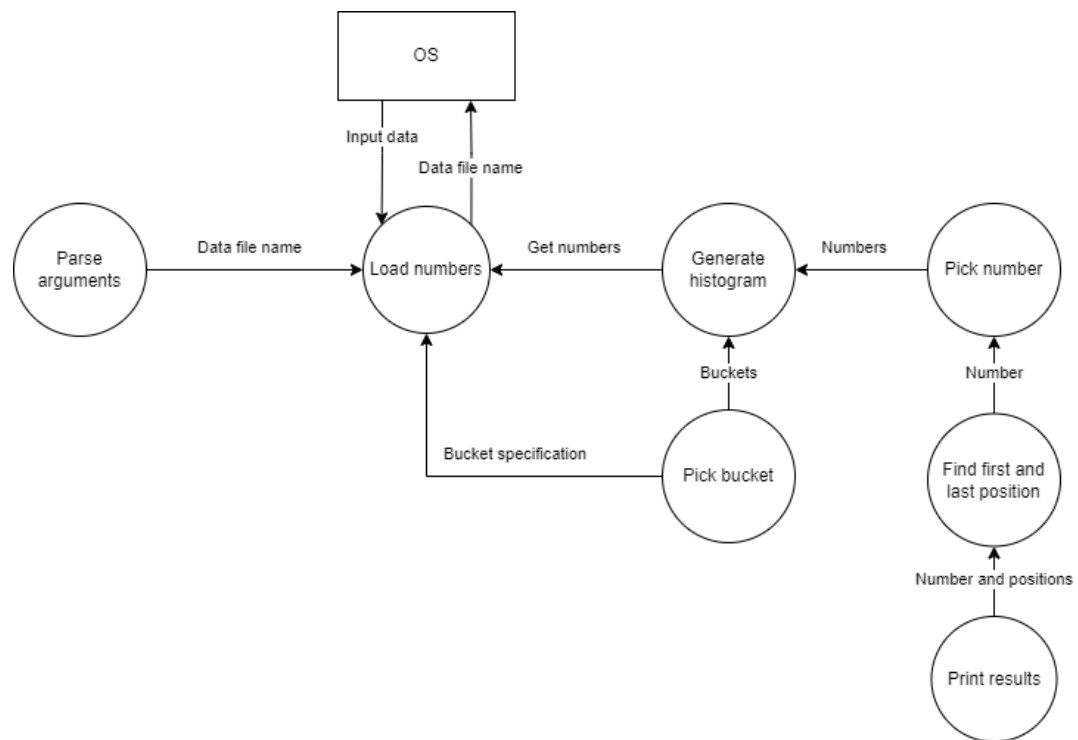 OS
Input data
Data file name
Parse
arguments
Data file name
Load numbers
Get numbers
Generate
histogram
Numbers
Pick number
Buckets
Number
Bucket specification
Pick bucket
Find first and
last position
Number and positions
Print results